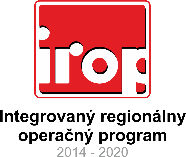 irop
Integrovaný regionálny
operačný program
2014 - 2020